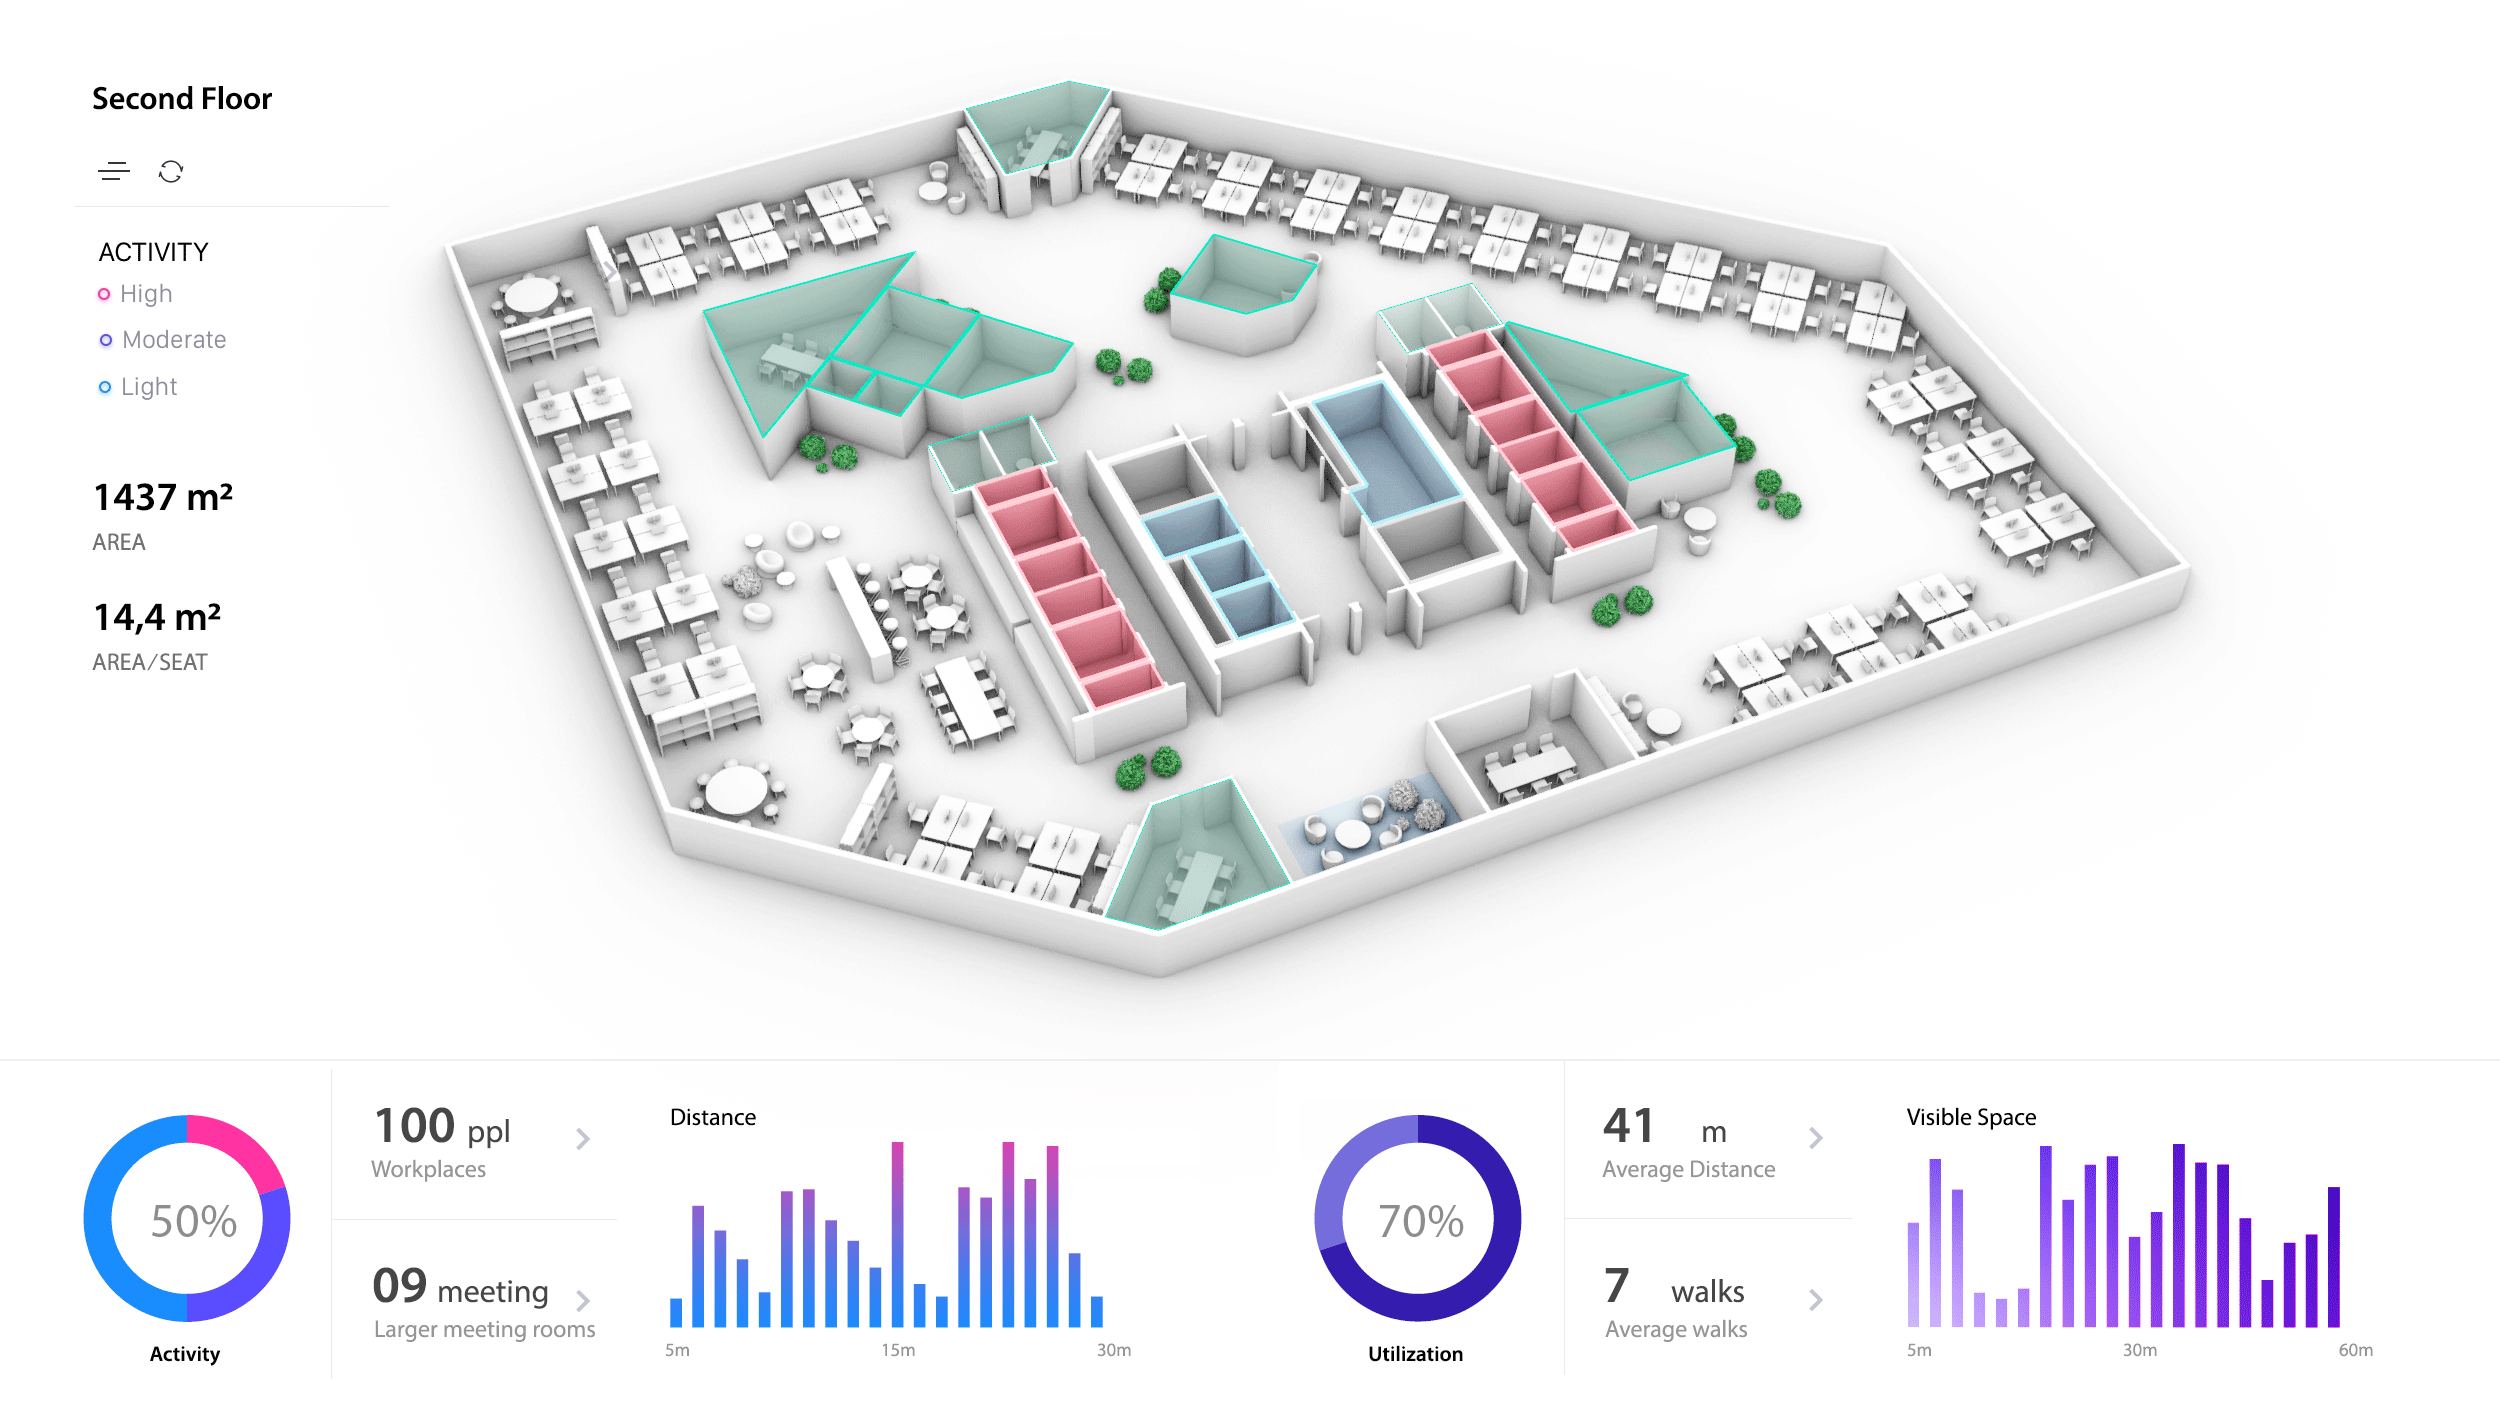 Second Floor
ACTIVITY
High
Moderate
Light
1437 m²
AREA
14,4 m²
AREA/SEAT
50%
Activity
100 ppl
Workplaces
09 meeting
Larger meeting rooms
Distance
5m 15m 30m
70%
Utilization
41 m
Average Distance
7 walks
Average walks
Visible Space
5m 30m 60m